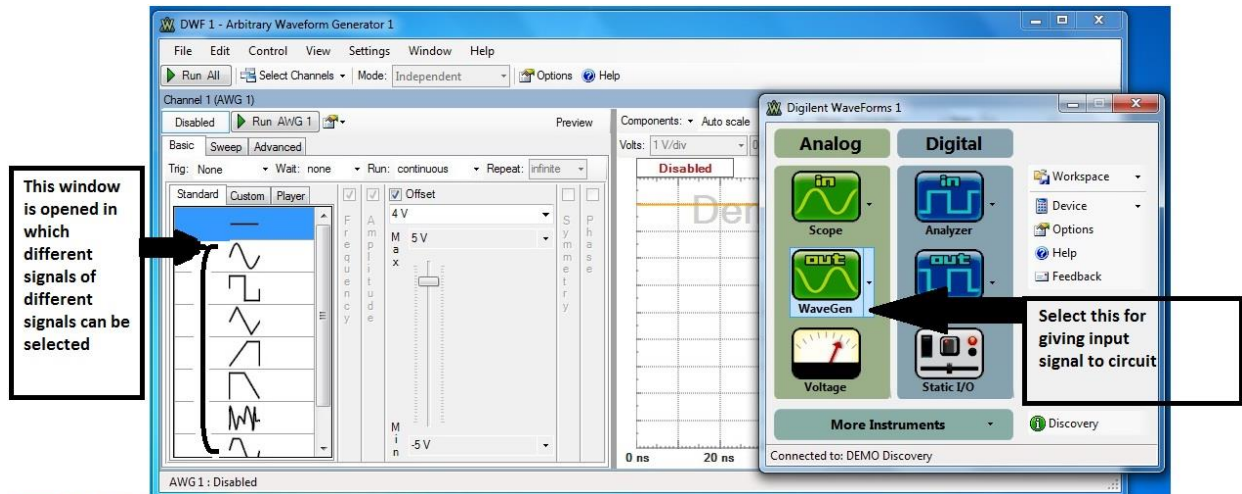 DWF 1 - Arbitrary Waveform Generator 1
File Edit Control View Settings Window Help
Run All Select Channels Mode: Independent Options Help
Channel 1 (AWG 1)
Disabled Run AWG 1 Preview
Basic Sweep Advanced
Trig: None Wait: none Run: continuous Repeat: infinite
Standard Custom Player
Frequency
Amplitude
Offset
4 V
Max 5 V
Min -5 V
Symmetry
Phase
Components: Auto scale
Volts: 1 V/div
Disabled
0 ns 20 ns
AWG 1 : Disabled
This window
is opened in
which
different
signals of
different
signals can be
selected
Digilent WaveForms 1
Analog Digital
in in
Scope Analyzer
out out
WaveGen
Voltage Static I/O
More Instruments
Workspace
Device
Options
Help
Feedback
Discovery
Connected to: DEMO Discovery
Select this for
giving input
signal to circuit